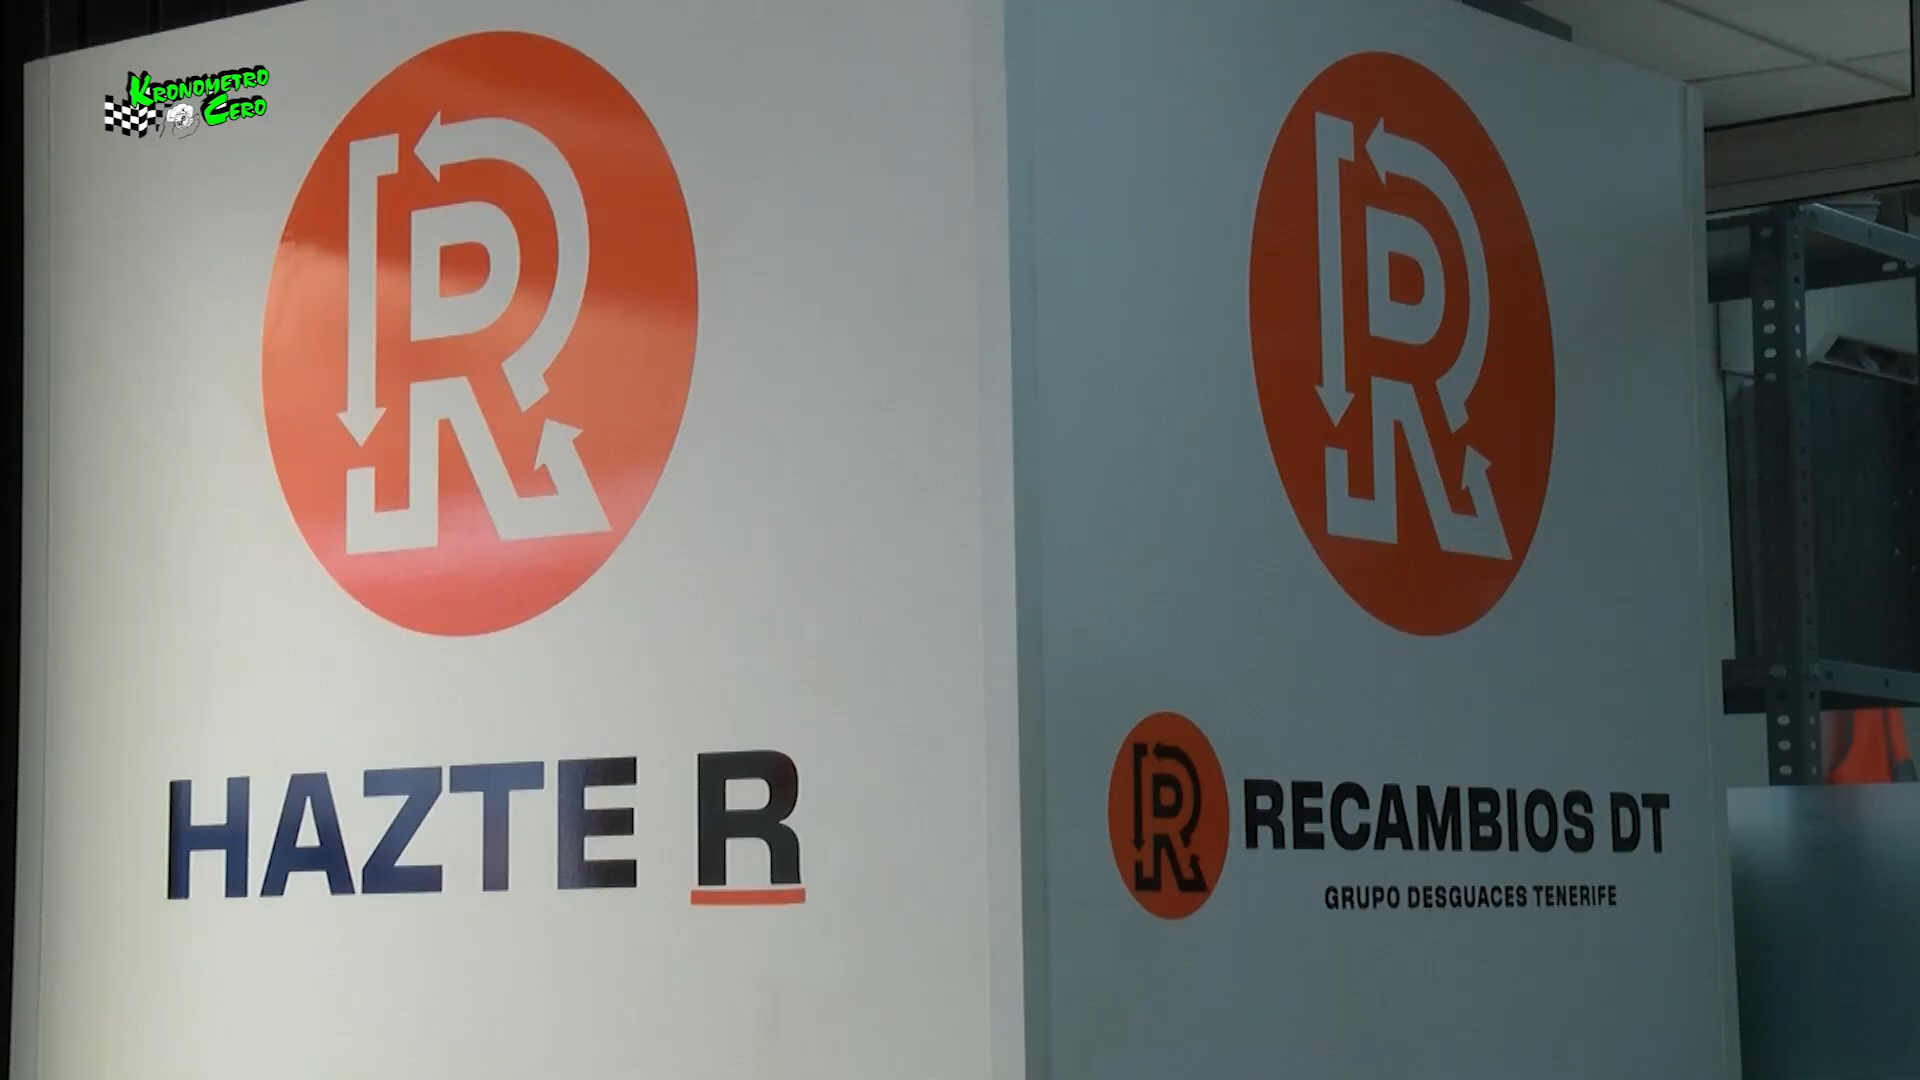 KRONOMETRO
CERO
R
HAZTE R
R
R RECAMBIOS DT
GRUPO DESGUACES TENERIFE